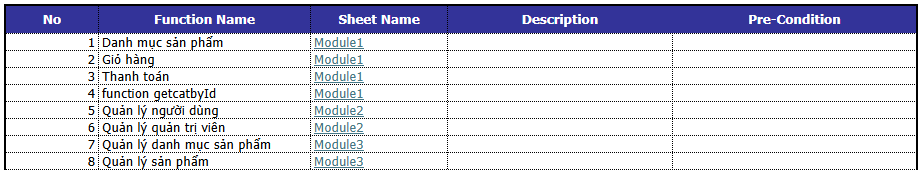 No Function Name Sheet Name Description Pre-Condition
1 Danh mục sản phẩm Module1
2 Giỏ hàng Module1
3 Thanh toán Module1
4 function getcatbyId Module1
5 Quản lý người dùng Module2
6 Quản lý quản trị viên Module2
7 Quản lý danh mục sản phẩm Module3
8 Quản lý sản phẩm Module3